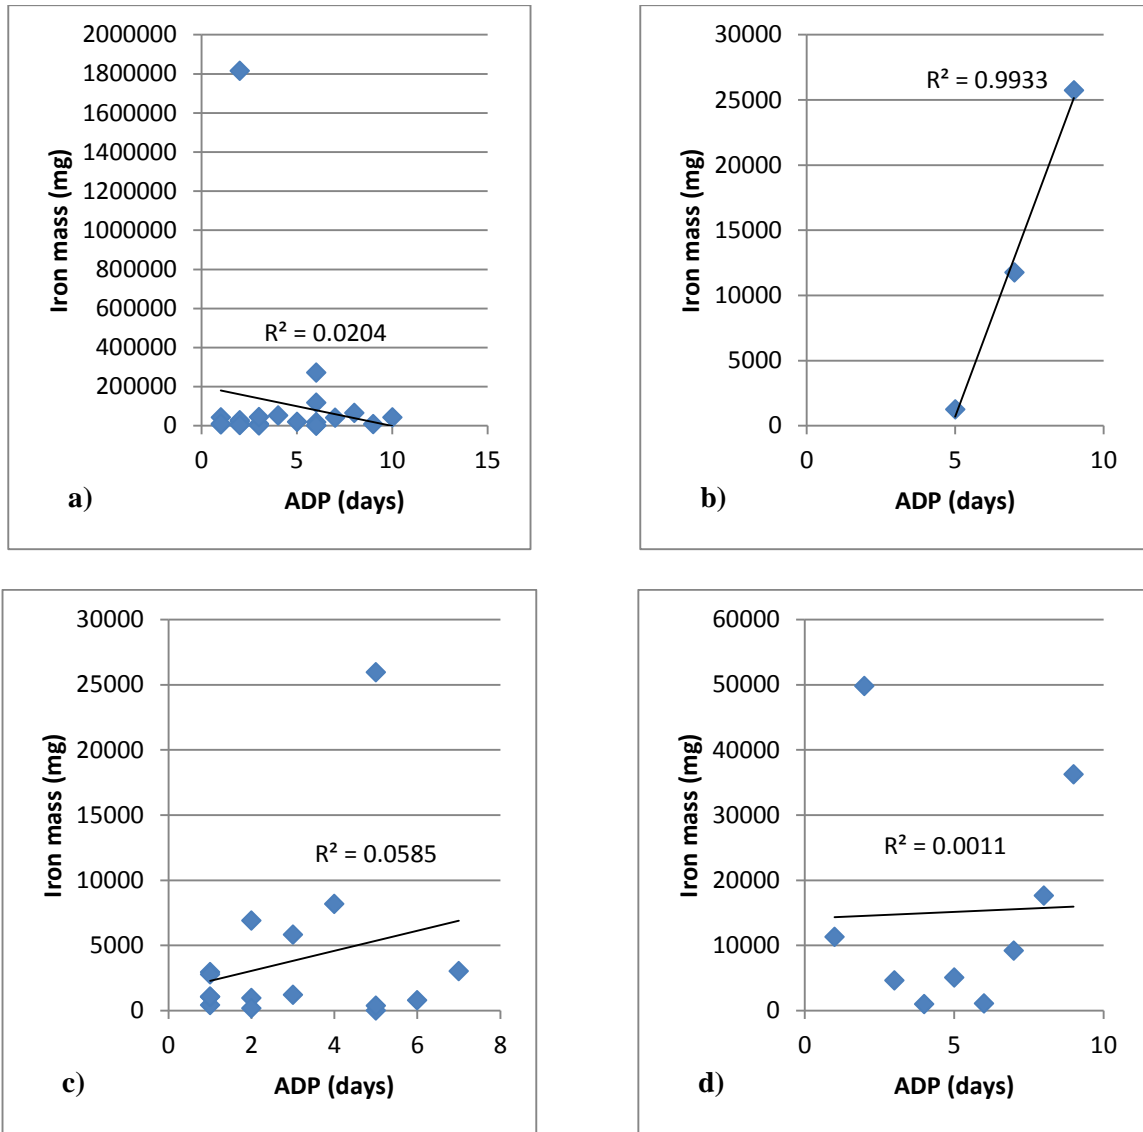 2000000
1800000
1600000
1400000
1200000
1000000
800000
600000
400000
200000
0
Iron mass (mg)
R² = 0.0204
0 5 10 15
ADP (days)
a)
30000
25000
20000
15000
10000
5000
0
Iron mass (mg)
R² = 0.9933
0 5 10
ADP (days)
b)
30000
25000
20000
15000
10000
5000
0
Iron mass (mg)
R² = 0.0585
0 2 4 6 8
ADP (days)
c)
60000
50000
40000
30000
20000
10000
0
Iron mass (mg)
R² = 0.0011
0 5 10
ADP (days)
d)